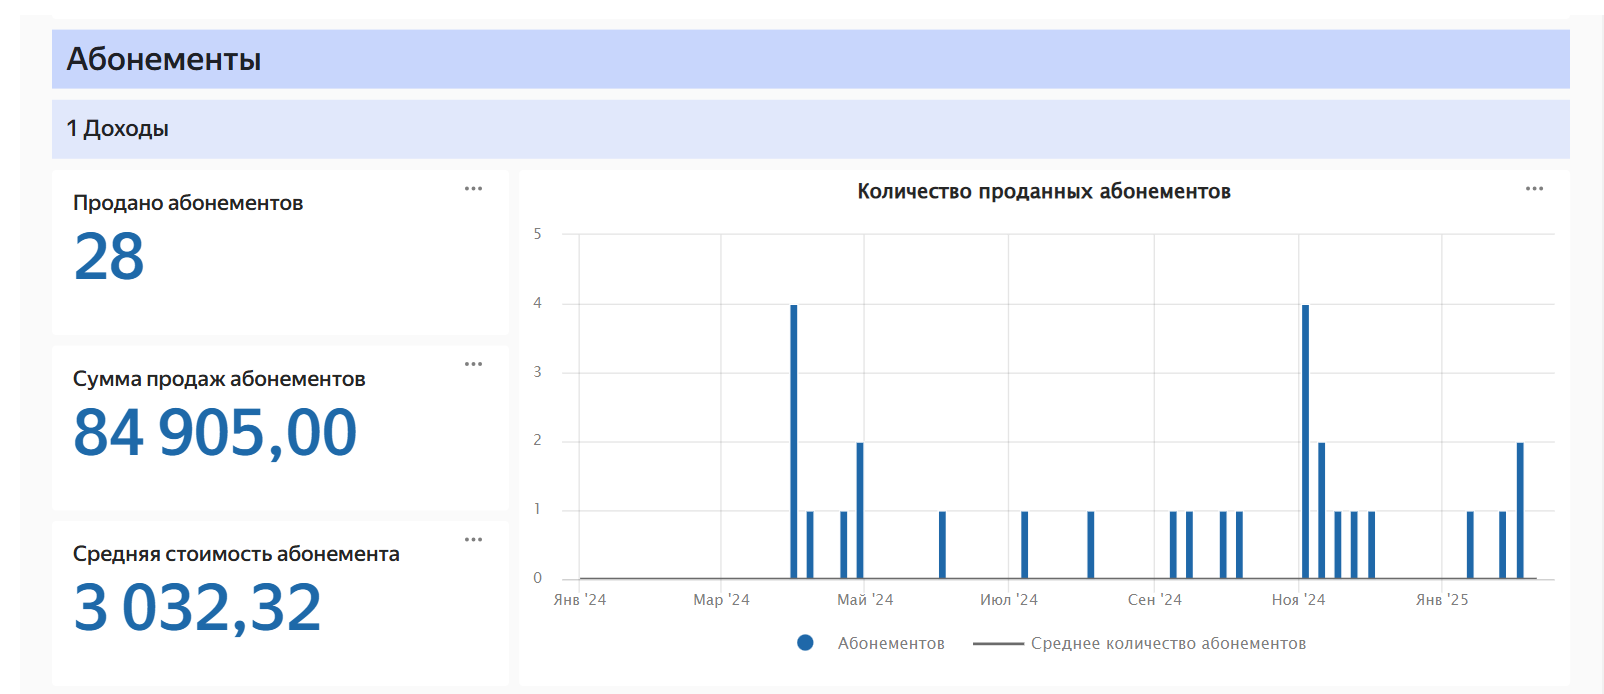 Абонементы
1 Доходы
Продано абонементов
28
Сумма продаж абонементов
84 905,00
Средняя стоимость абонемента
3 032,32
Количество проданных абонементов
5
4
3
2
1
0
Янв '24 Мар '24 Май '24 Июл '24 Сен '24 Ноя '24 Янв '25
Абонементов Среднее количество абонементов